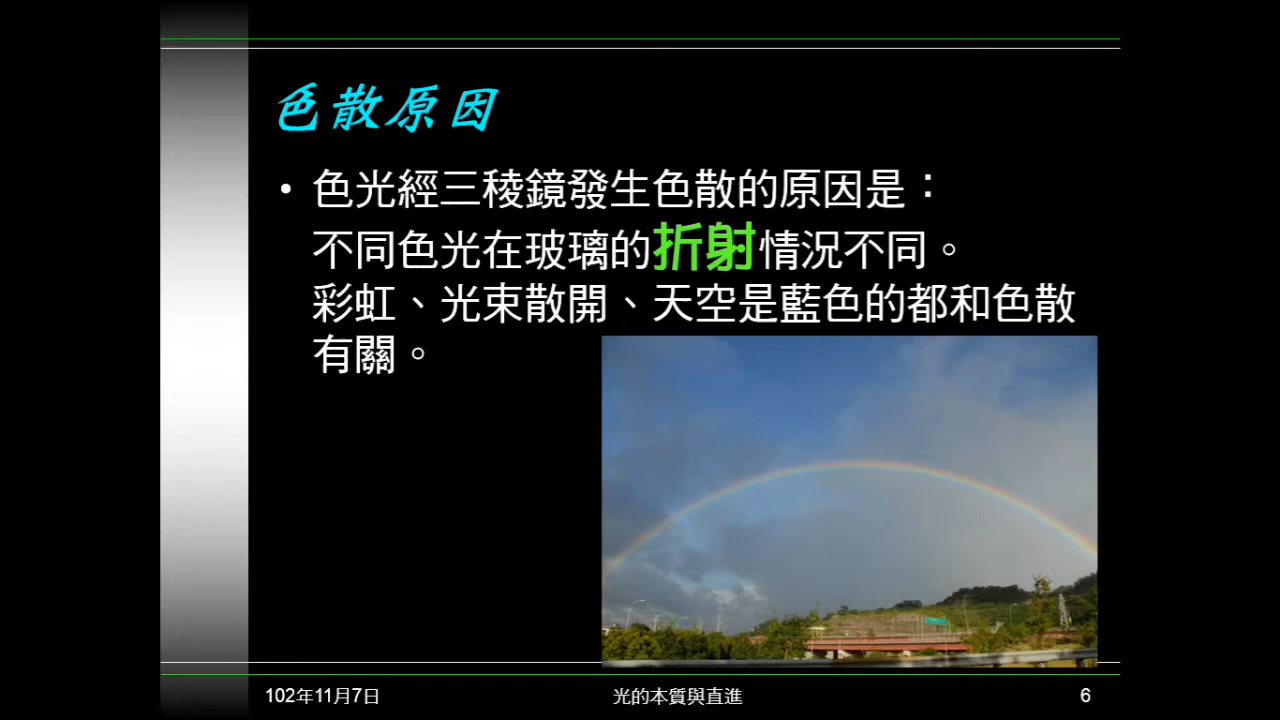 色散原因
• 色光經三稜鏡發生色散的原因是：
不同色光在玻璃的折射情況不同。
彩虹、光束散開、天空是藍色的都和色散
有關。
102年11月7日
光的本質與直進
6